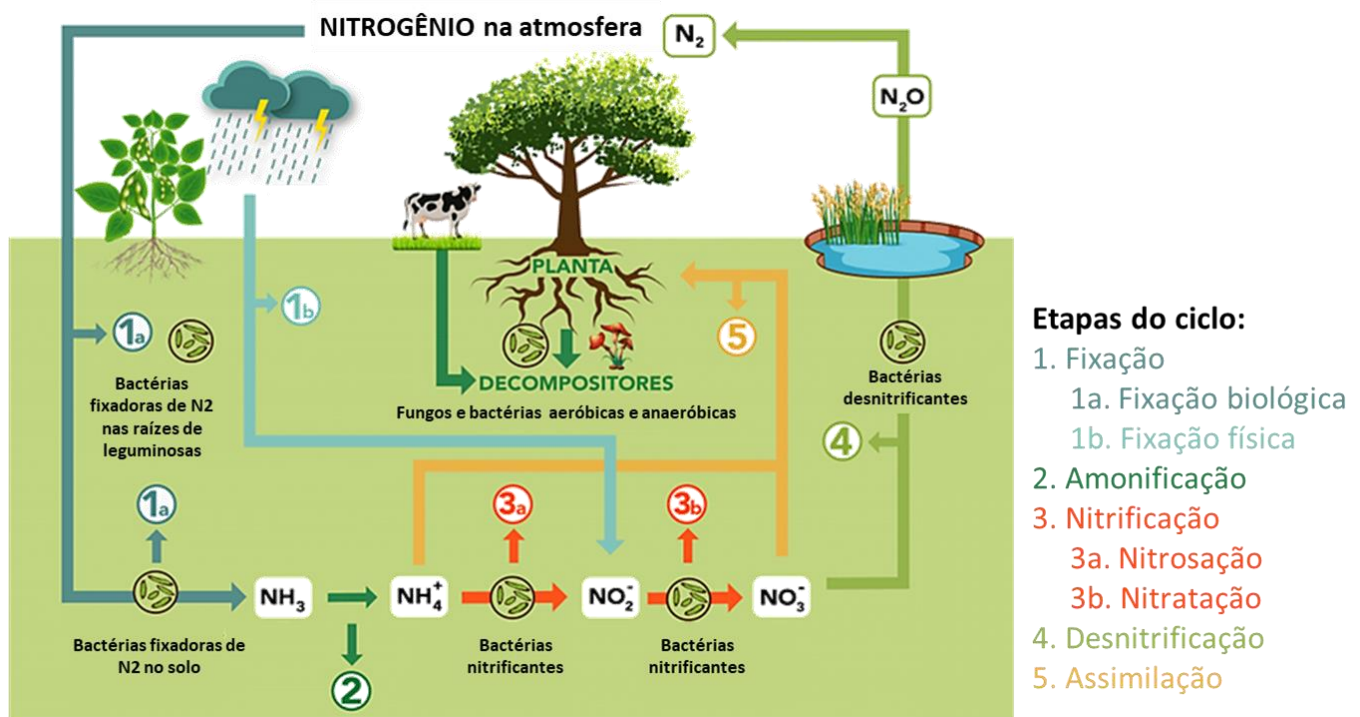 NITROGÊNIO na atmosfera
N₂
N₂O
PLANTA
1a
1b
5
Bactérias
fixadoras de N2
nas raízes de
leguminosas
DECOMPOSITORES
Fungos e bactérias aeróbicas e anaeróbicas
Bactérias
desnitrificantes
4
1a
3a
3b
NH₃
NH₄⁺
NO₂⁻
NO₃⁻
Bactérias fixadoras de
N2 no solo
Bactérias
nitrificantes
Bactérias
nitrificantes
2
Etapas do ciclo:
1. Fixação
1a. Fixação biológica
1b. Fixação física
2. Amonificação
3. Nitrificação
3a. Nitrosação
3b. Nitratação
4. Desnitrificação
5. Assimilação